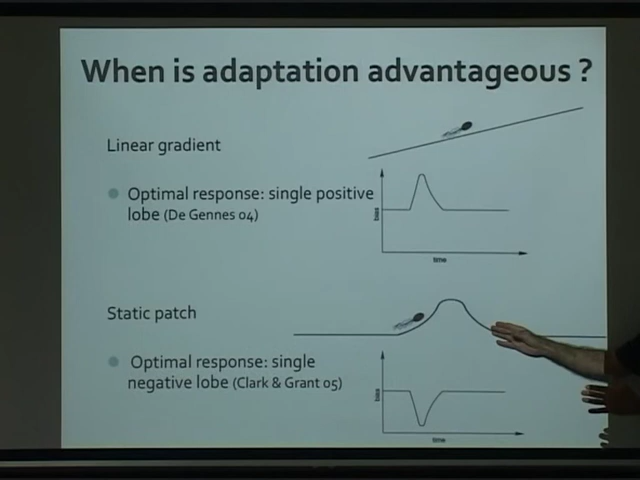 When is adaptation advantageous ?
Linear gradient
Optimal response: single positive
lobe (De Gennes 04)
bias
time
Static patch
Optimal response: single
negative lobe (Clark & Grant 05)
bias
time